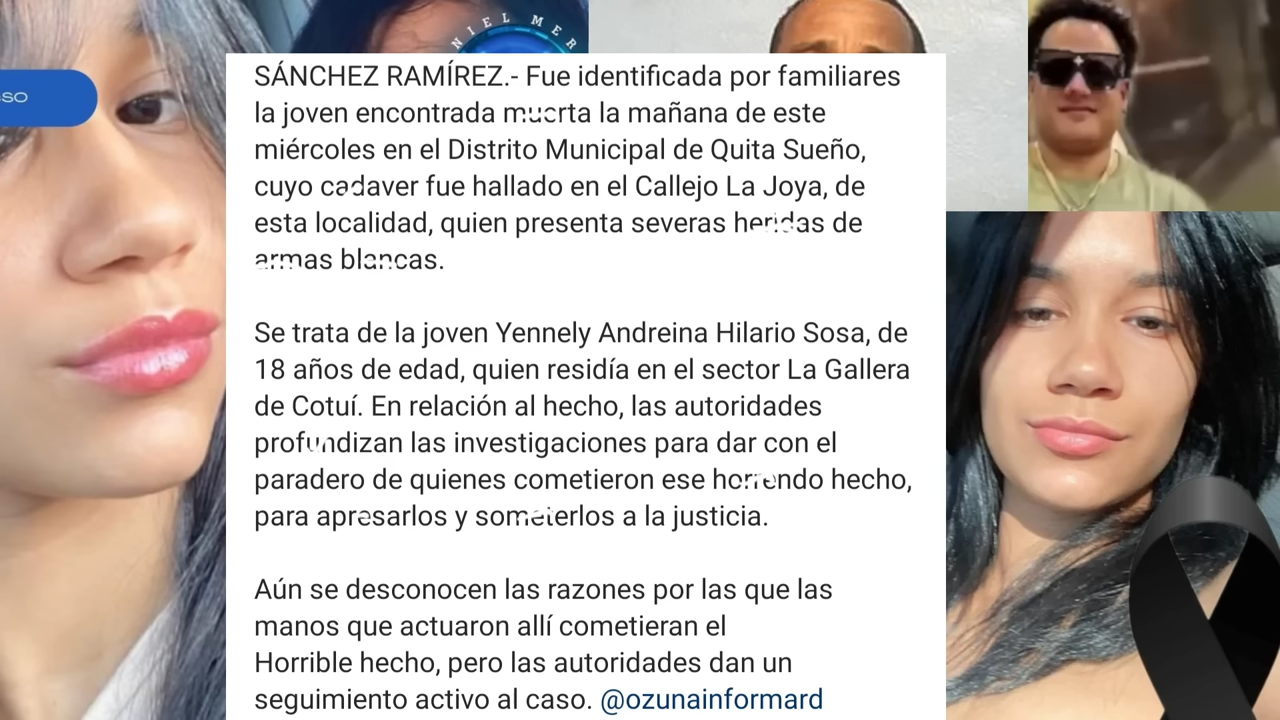 NIEL MER
SO
SÁNCHEZ RAMÍREZ.- Fue identificada por familiares
la joven encontrada muerta la mañana de este
miércoles en el Distrito Municipal de Quita Sueño,
cuyo cadaver fue hallado en el Callejo La Joya, de
esta localidad, quien presenta severas heridas de
armas blancas.
Se trata de la joven Yennely Andreina Hilario Sosa, de
18 años de edad, quien residía en el sector La Gallera
de Cotuí. En relación al hecho, las autoridades
profundizan las investigaciones para dar con el
paradero de quienes cometieron ese horrendo hecho,
para apresarlos y someterlos a la justicia.
Aún se desconocen las razones por las que las
manos que actuaron allí cometieran el
Horrible hecho, pero las autoridades dan un
seguimiento activo al caso. @ozunainformard